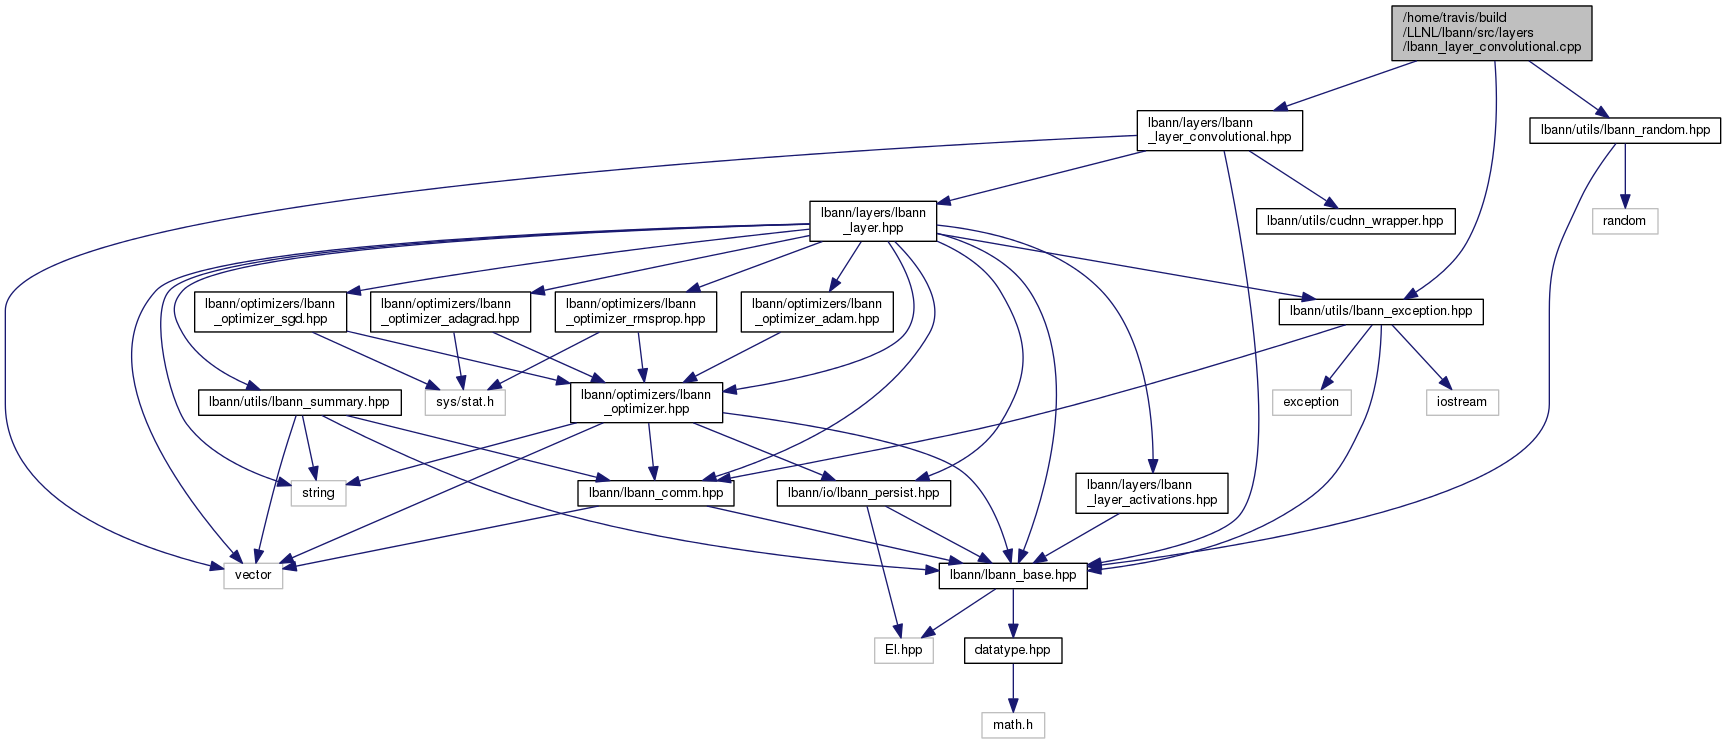 /home/travis/build
/LLNL/lbann/src/layers
/lbann_layer_convolutional.cpp
lbann/layers/lbann
_layer_convolutional.hpp
lbann/utils/lbann_random.hpp
lbann/layers/lbann
_layer.hpp
lbann/utils/cudnn_wrapper.hpp
random
lbann/optimizers/lbann
_optimizer_sgd.hpp
lbann/optimizers/lbann
_optimizer_adagrad.hpp
lbann/optimizers/lbann
_optimizer_rmsprop.hpp
lbann/optimizers/lbann
_optimizer_adam.hpp
lbann/utils/lbann_exception.hpp
lbann/utils/lbann_summary.hpp
sys/stat.h
lbann/optimizers/lbann
_optimizer.hpp
exception
iostream
string
lbann/lbann_comm.hpp
lbann/io/lbann_persist.hpp
lbann/layers/lbann
_layer_activations.hpp
vector
lbann/lbann_base.hpp
El.hpp
datatype.hpp
math.h